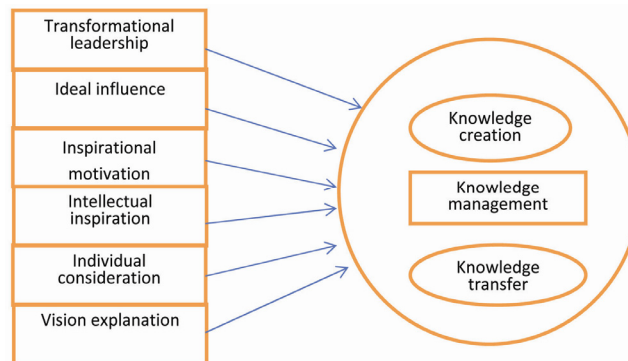 Transformational
leadership
Ideal influence
Inspirational
motivation
Intellectual
inspiration
Individual
consideration
Vision explanation
Knowledge
creation
Knowledge
management
Knowledge
transfer